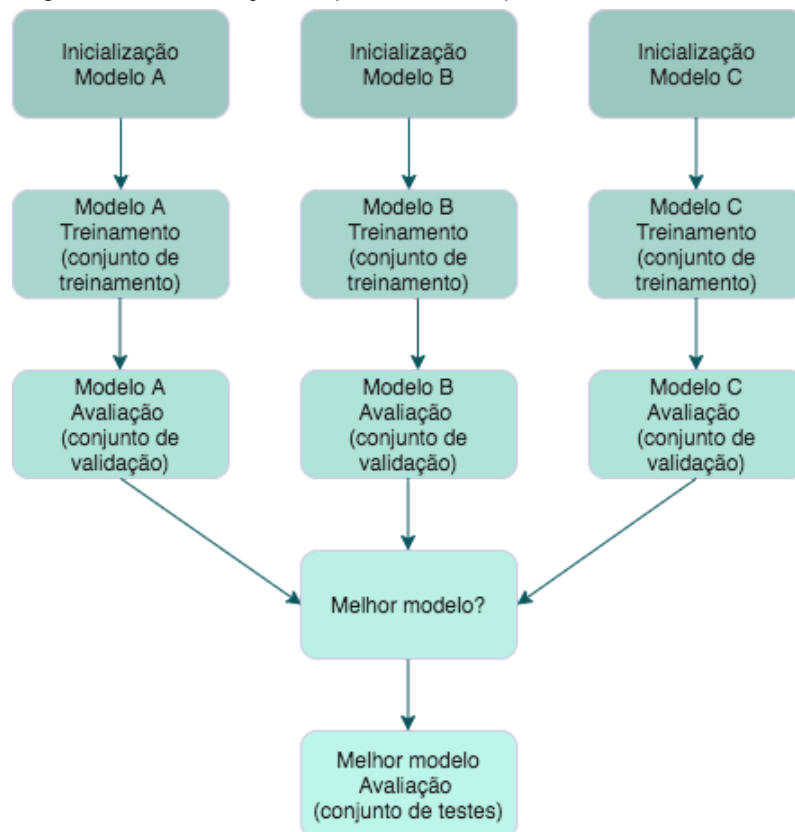 Inicialização
Modelo A
Inicialização
Modelo B
Inicialização
Modelo C
Modelo A
Treinamento
(conjunto de
treinamento)
Modelo B
Treinamento
(conjunto de
treinamento)
Modelo C
Treinamento
(conjunto de
treinamento)
Modelo A
Avaliação
(conjunto de
validação)
Modelo B
Avaliação
(conjunto de
validação)
Modelo C
Avaliação
(conjunto de
validação)
Melhor modelo?
Melhor modelo
Avaliação
(conjunto de testes)